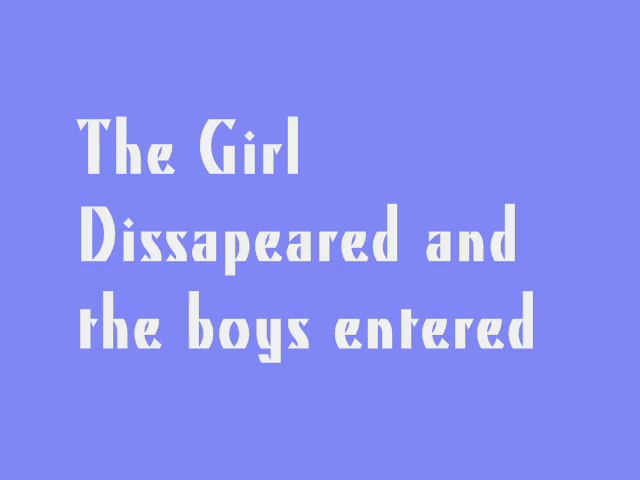 The Girl
Dissapeared and
the boys entered